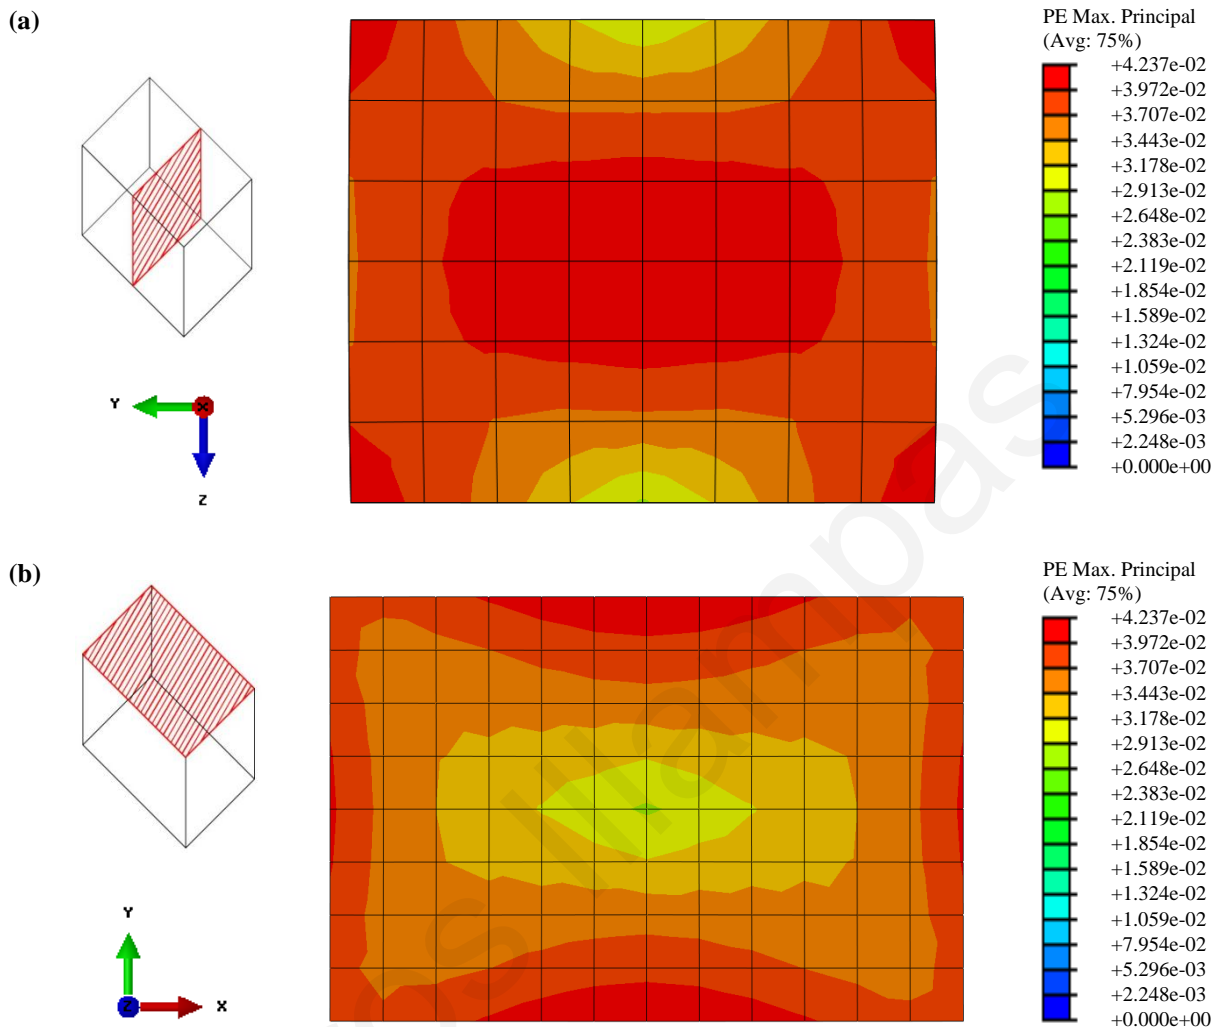 (a)
PE Max. Principal
(Avg: 75%)
+4.237e-02
+3.972e-02
+3.707e-02
+3.443e-02
+3.178e-02
+2.913e-02
+2.648e-02
+2.383e-02
+2.119e-02
+1.854e-02
+1.589e-02
+1.324e-02
+1.059e-02
+7.954e-02
+5.296e-03
+2.248e-03
+0.000e+00
Y
X
Z
(b)
PE Max. Principal
(Avg: 75%)
+4.237e-02
+3.972e-02
+3.707e-02
+3.443e-02
+3.178e-02
+2.913e-02
+2.648e-02
+2.383e-02
+2.119e-02
+1.854e-02
+1.589e-02
+1.324e-02
+1.059e-02
+7.954e-02
+5.296e-03
+2.248e-03
+0.000e+00
Y
Z
X
Illampas